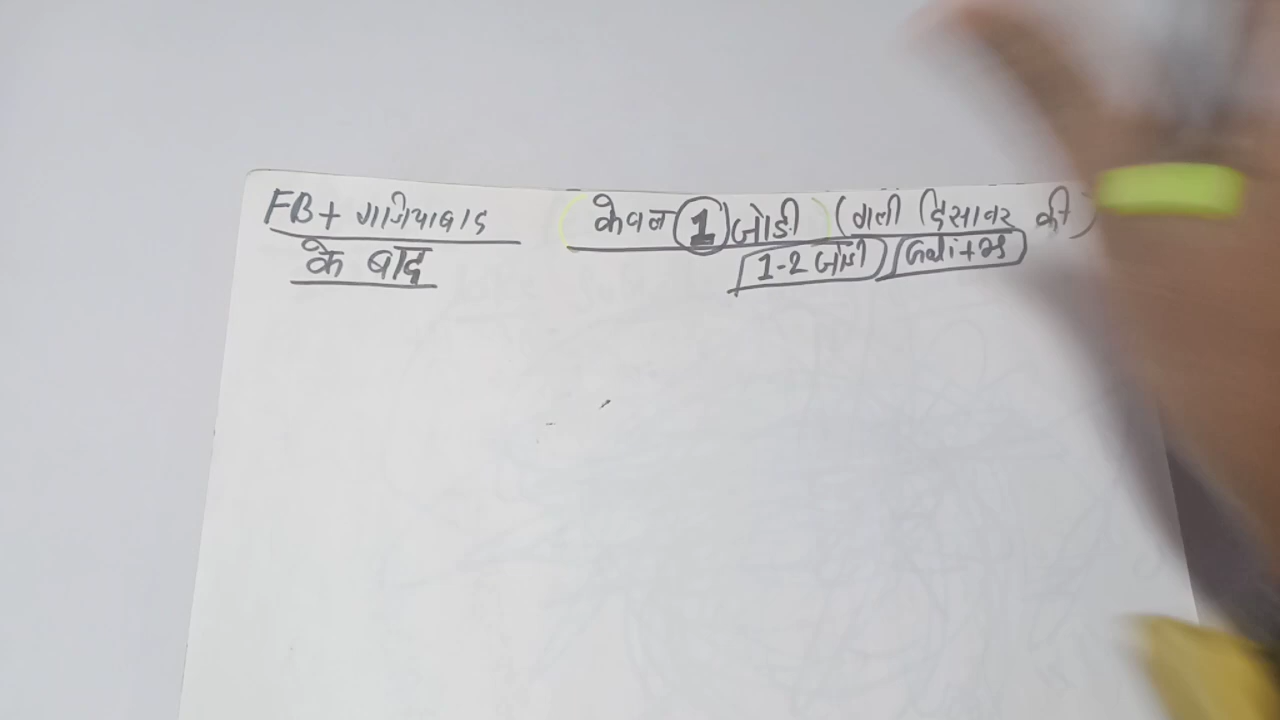 FB+ गाजियाबाद केवल 1 जोडी (गली दिसावर की)
के बाद 1-2 जोडी